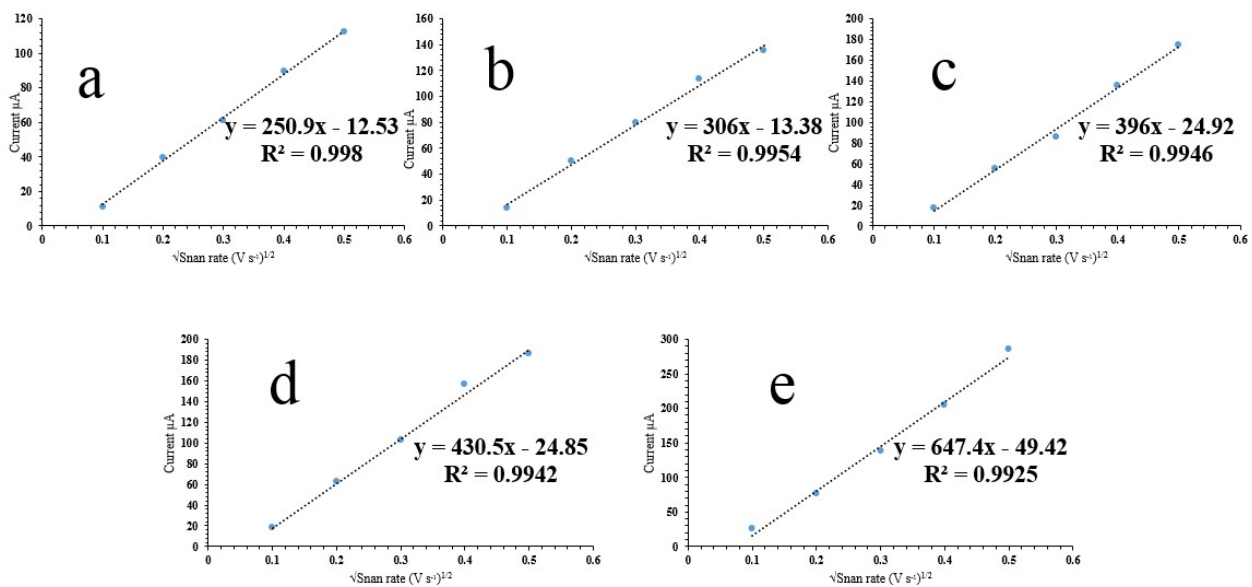 120
100
80
60
40
20
0
Current µA
a
y = 250.9x - 12.53
R² = 0.998
0 0.1 0.2 0.3 0.4 0.5 0.6
√Snan rate (V s⁻¹)¹/²
160
140
120
100
80
60
40
20
0
Current µA
b
y = 306x - 13.38
R² = 0.9954
0 0.1 0.2 0.3 0.4 0.5 0.6
√Snan rate (V s⁻¹)¹/²
200
180
160
140
120
100
80
60
40
20
0
Current µA
c
y = 396x - 24.92
R² = 0.9946
0 0.1 0.2 0.3 0.4 0.5 0.6
√Snan rate (V s⁻¹)¹/²
200
180
160
140
120
100
80
60
40
20
0
Current µA
d
y = 430.5x - 24.85
R² = 0.9942
0 0.1 0.2 0.3 0.4 0.5 0.6
√Snan rate (V s⁻¹)¹/²
300
250
200
150
100
50
0
Current µA
e
y = 647.4x - 49.42
R² = 0.9925
0 0.1 0.2 0.3 0.4 0.5 0.6
√Snan rate (V s⁻¹)¹/²